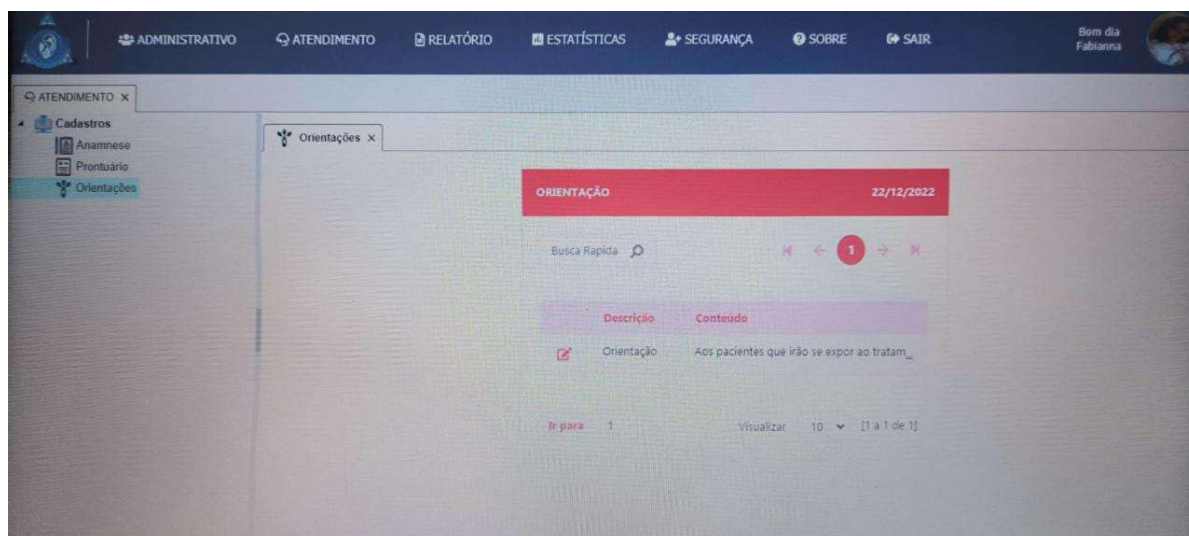 ADMINISTRATIVO ATENDIMENTO RELATÓRIO ESTATÍSTICAS SEGURANÇA SOBRE SAIR
Bom dia
Fabianna
ATENDIMENTO ×
Cadastros
Anamnese
Prontuário
Orientações
Orientações ×
ORIENTAÇÃO 22/12/2022
Busca Rapida 1
Descrição Conteúdo
Orientação Aos pacientes que irão se expor ao tratam_
Ir para 1 Visualizar 10 [1 a 1 de 1]